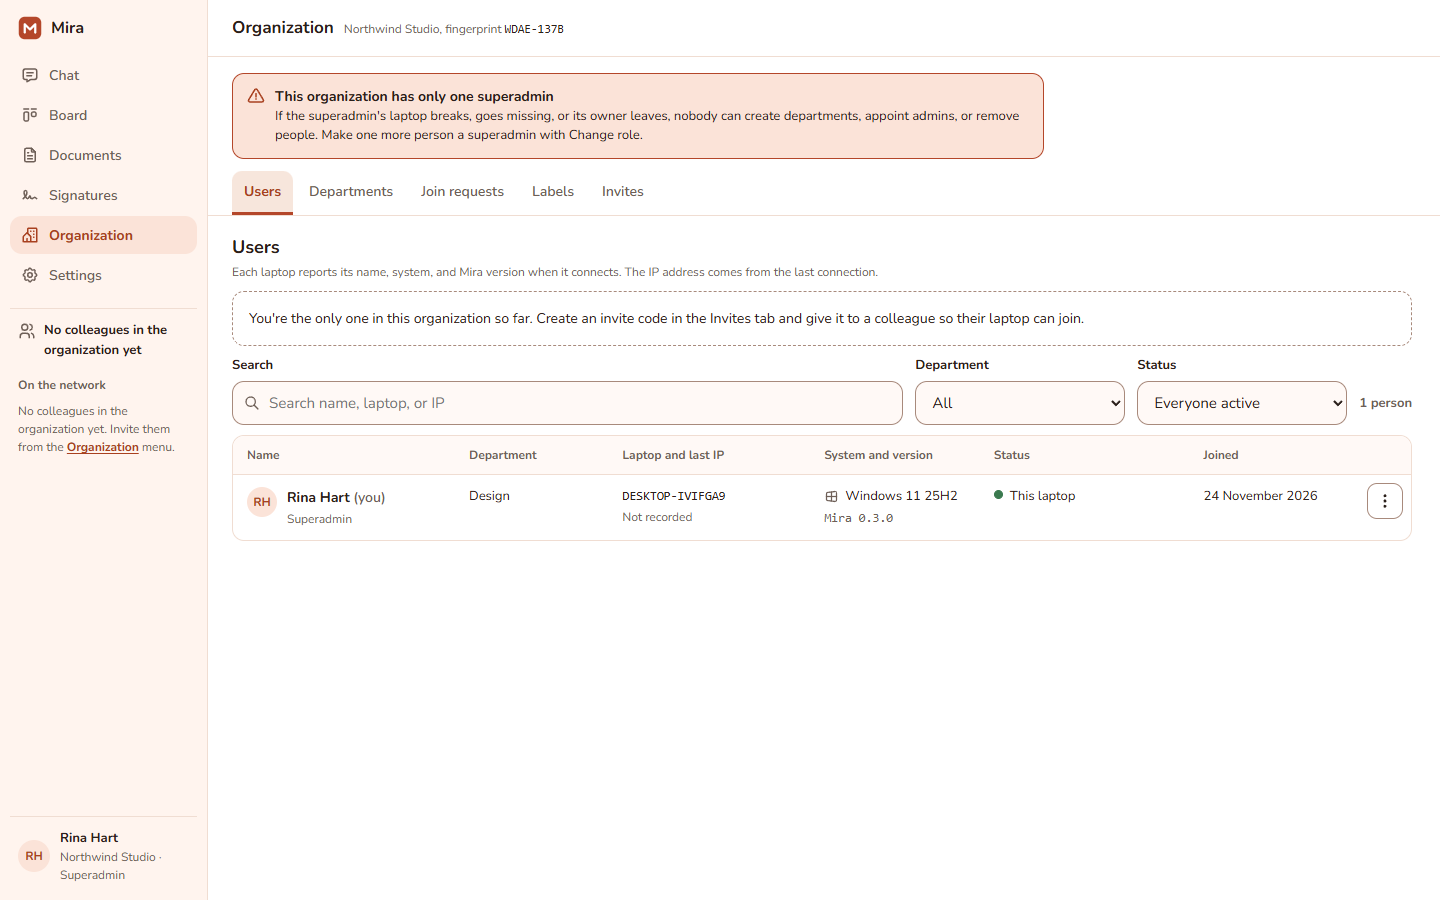 Mira
Chat
Board
Documents
Signatures
Organization
Settings
No colleagues in the
organization yet
On the network
No colleagues in the
organization yet. Invite them
from the Organization menu.
Rina Hart
RH
Northwind Studio ·
Superadmin
Organization Northwind Studio, fingerprint WDAE-137B
This organization has only one superadmin
If the superadmin's laptop breaks, goes missing, or its owner leaves, nobody can create departments, appoint admins, or remove
people. Make one more person a superadmin with Change role.
Users Departments Join requests Labels Invites
Users
Each laptop reports its name, system, and Mira version when it connects. The IP address comes from the last connection.
You're the only one in this organization so far. Create an invite code in the Invites tab and give it to a colleague so their laptop can join.
Search Department Status
Search name, laptop, or IP All Everyone active 1 person
Name Department Laptop and last IP System and version Status Joined
RH Rina Hart (you) Design DESKTOP-IVIFGA9 Windows 11 25H2 This laptop 24 November 2026
Superadmin Not recorded Mira 0.3.0